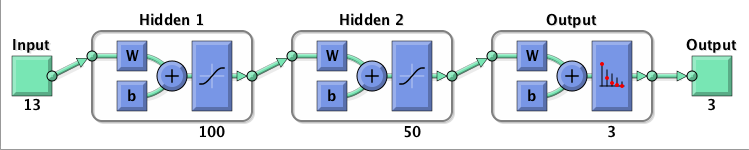 Hidden 1 Hidden 2 Output
Input Output
W W W
+ + +
b b b
13 3
100 50 3